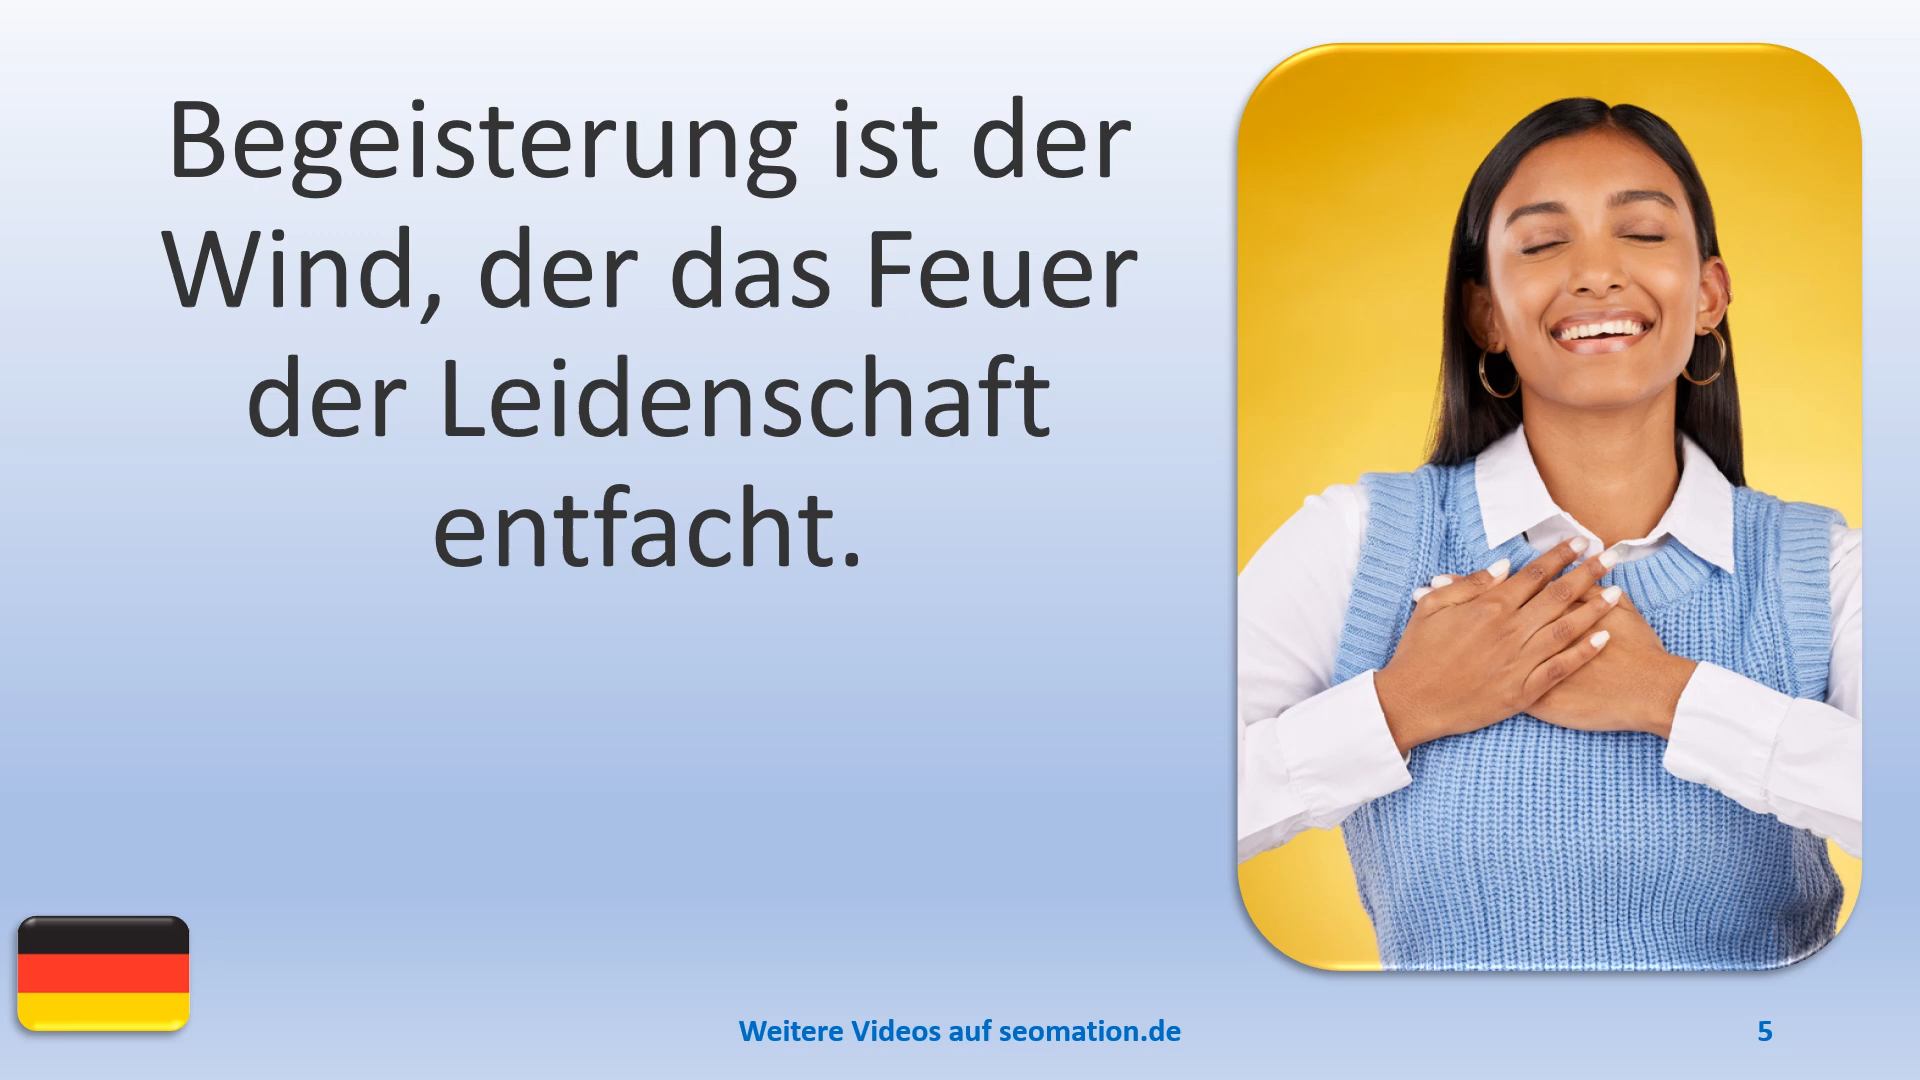 Begeisterung ist der
Wind, der das Feuer
der Leidenschaft
entfacht.
Weitere Videos auf seomation.de
5